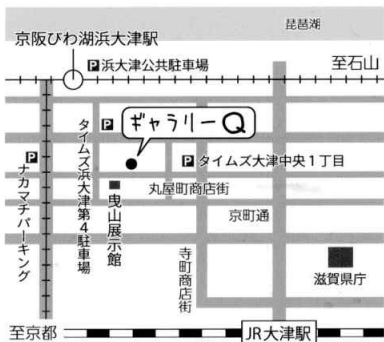 琵琶湖
京阪びわ湖浜大津駅
至石山
P浜大津公共駐車場
P
ギャラリーQ
P
Pタイムズ大津中央1丁目
タイムズ浜大津第4駐車場
ナカマチパーキング
丸屋町商店街
曳山展示館
京町通
寺町商店街
滋賀県庁
至京都
JR大津駅